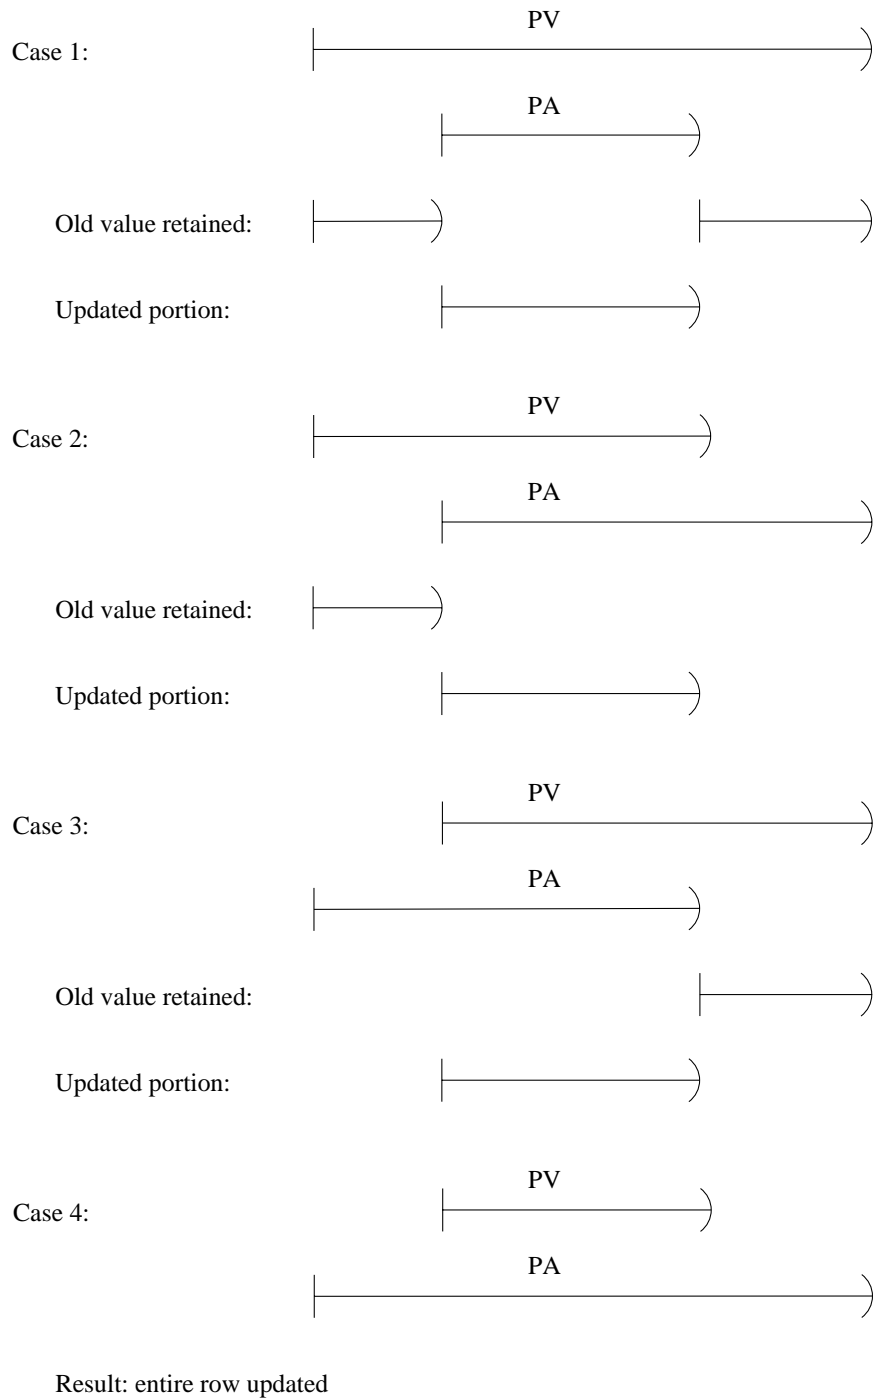 PV
Case 1:
PA
Old value retained:
Updated portion:
PV
Case 2:
PA
Old value retained:
Updated portion:
PV
Case 3:
PA
Old value retained:
Updated portion:
PV
Case 4:
PA
Result: entire row updated